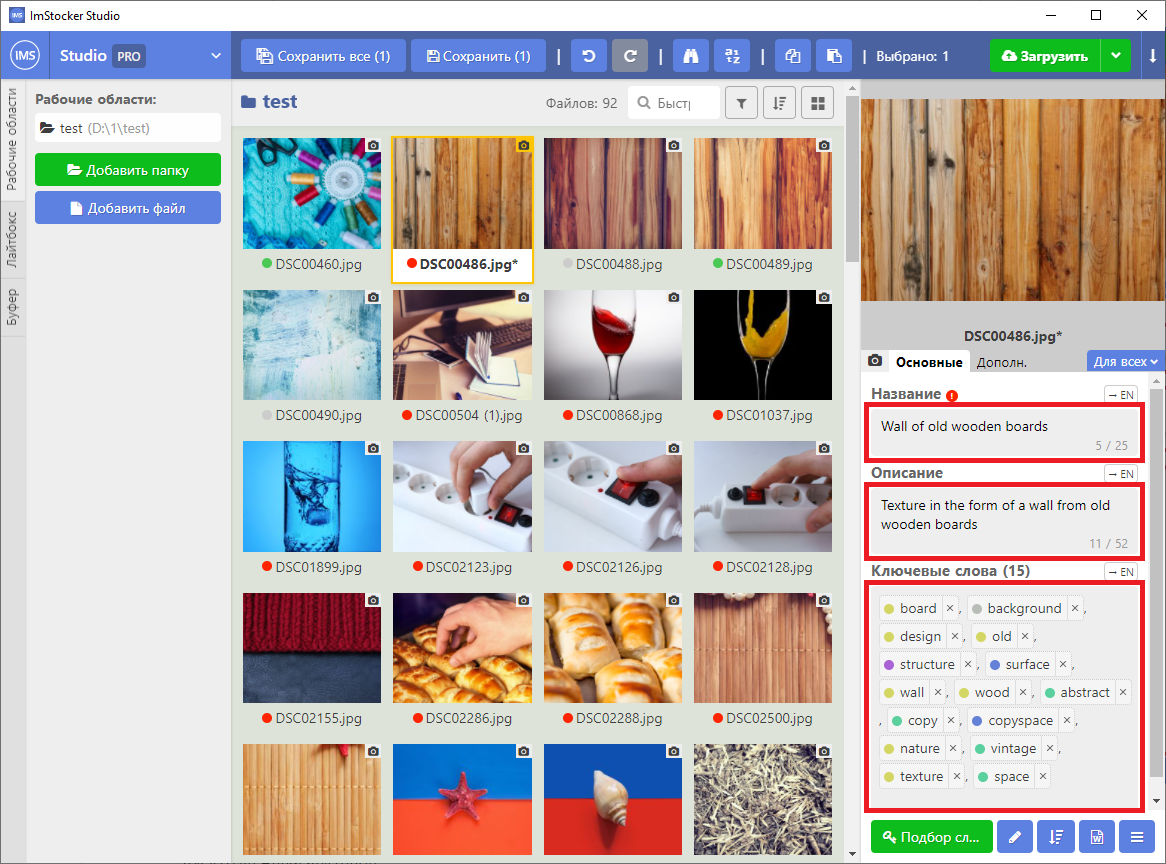 ImStocker Studio
IMS Studio PRO
Сохранить все (1)
Сохранить (1)
Выбрано: 1
Загрузить
Рабочие области
Лайтбокс
Буфер
Рабочие области:
test (D:\1\test)
Добавить папку
Добавить файл
test
Файлов: 92
Быст
DSC00460.jpg
DSC00486.jpg*
DSC00488.jpg
DSC00489.jpg
DSC00490.jpg
DSC00504 (1).jpg
DSC00868.jpg
DSC01037.jpg
DSC01899.jpg
DSC02123.jpg
DSC02126.jpg
DSC02128.jpg
DSC02155.jpg
DSC02286.jpg
DSC02288.jpg
DSC02500.jpg
DSC00486.jpg*
Основные
Дополн.
Для всех
Название
→ EN
Wall of old wooden boards
5 / 25
Описание
→ EN
Texture in the form of a wall from old
wooden boards
11 / 52
Ключевые слова (15)
→ EN
board ×, background ×,
design ×, old ×,
structure ×, surface ×,
wall ×, wood ×, abstract ×
, copy ×, copyspace ×,
nature ×, vintage ×,
texture ×, space ×
Подбор сл...